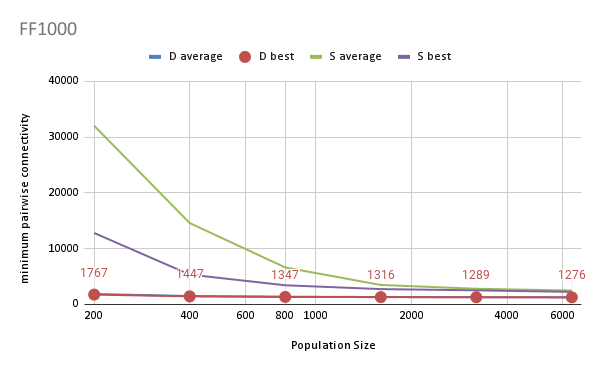 FF1000
D average D best S average S best
minimum pairwise connectivity
40000
30000
20000
10000
0
1767 1447 1347 1316 1289 1276
200 400 600 800 1000 2000 4000 6000
Population Size